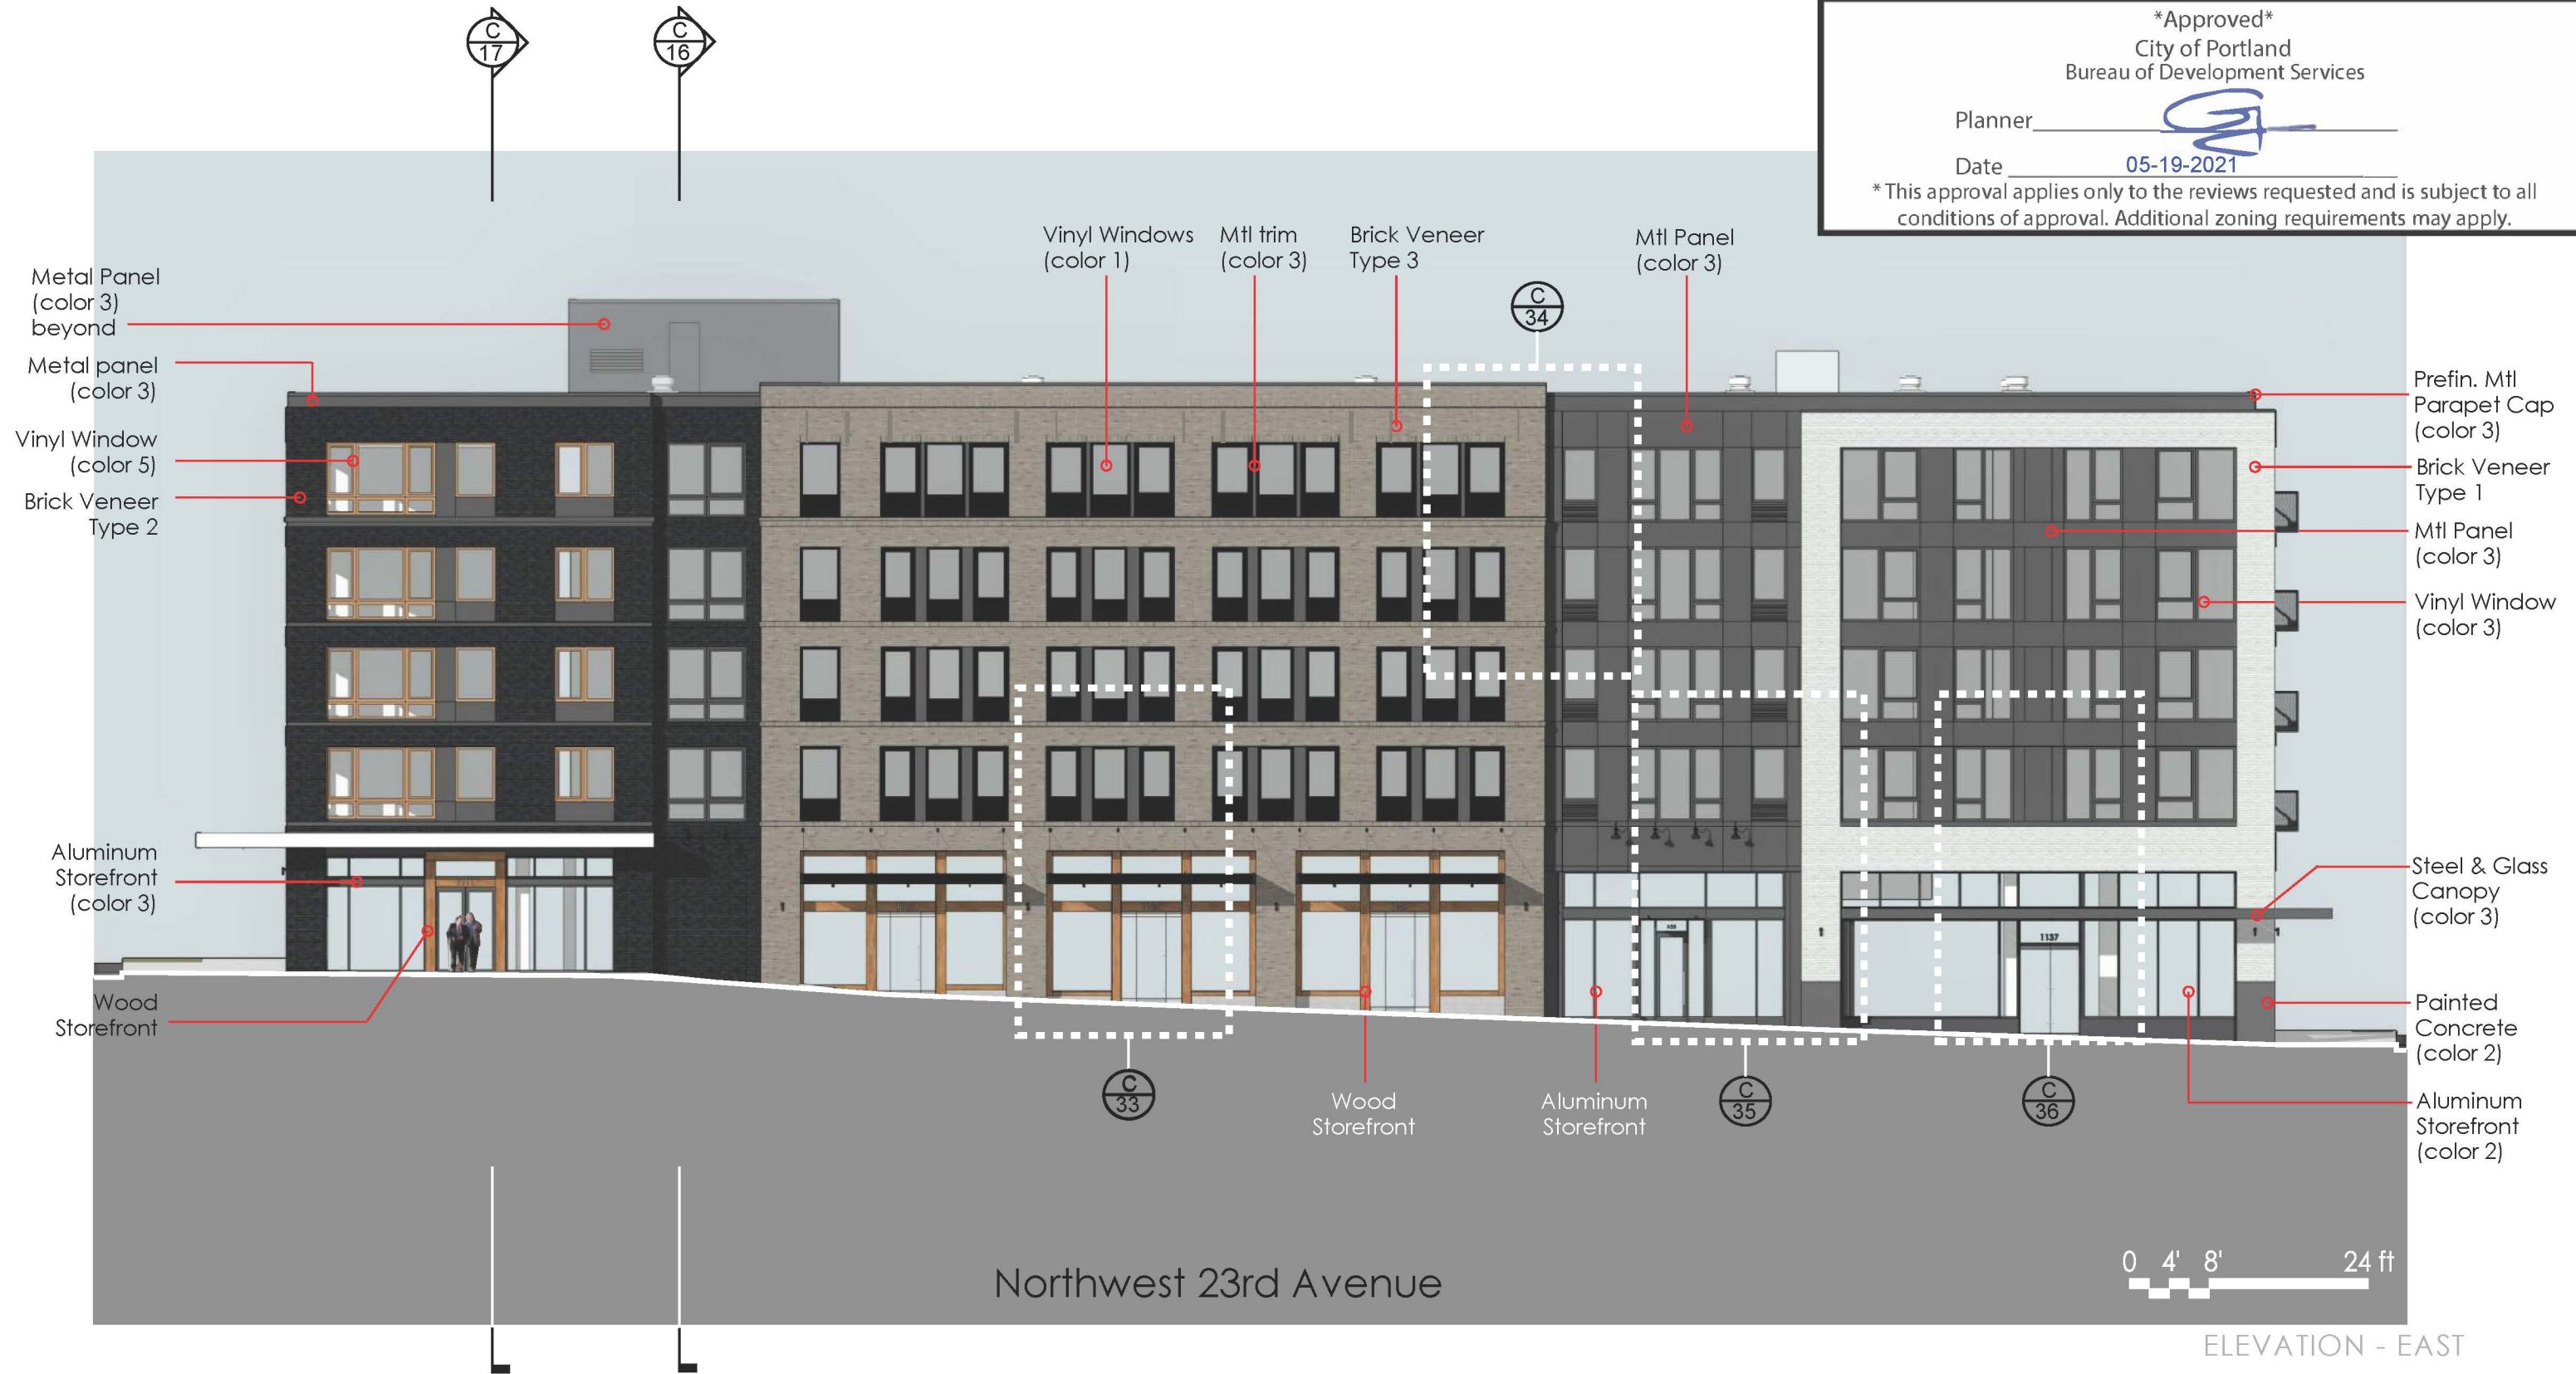 *Approved*
City of Portland
Bureau of Development Services
Planner
Date 05-19-2021
* This approval applies only to the reviews requested and is subject to all
conditions of approval. Additional zoning requirements may apply.
C
17
C
16
Metal Panel
(color 3)
beyond
Metal panel
(color 3)
Vinyl Window
(color 5)
Brick Veneer
Type 2
Aluminum
Storefront
(color 3)
Wood
Storefront
Vinyl Windows
(color 1)
Mtl trim
(color 3)
Brick Veneer
Type 3
C
34
Mtl Panel
(color 3)
Prefin. Mtl
Parapet Cap
(color 3)
Brick Veneer
Type 1
Mtl Panel
(color 3)
Vinyl Window
(color 3)
Steel & Glass
Canopy
(color 3)
Painted
Concrete
(color 2)
Aluminum
Storefront
(color 2)
1137
C
33
Wood
Storefront
Aluminum
Storefront
C
35
C
36
Northwest 23rd Avenue
0 4' 8' 24 ft
ELEVATION - EAST